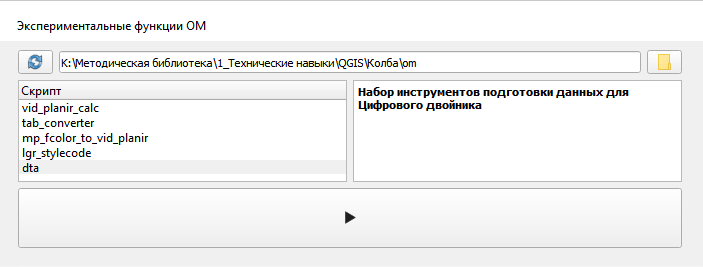 Экспериментальные функции ОМ
K:\Методическая библиотека\1_Технические навыки\QGIS\Колба\om
Скрипт
vid_planir_calc
tab_converter
mp_fcolor_to_vid_planir
lgr_stylecode
dta
Набор инструментов подготовки данных для
Цифрового двойника